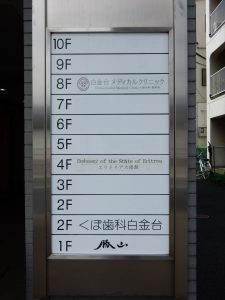 10F
9F
8F 白金台 メディカルクリニック
7F
6F
5F
4F Embassy of the State of Eritrea
エリトリア大使館
3F
2F
2F くぼ歯科白金台
1F